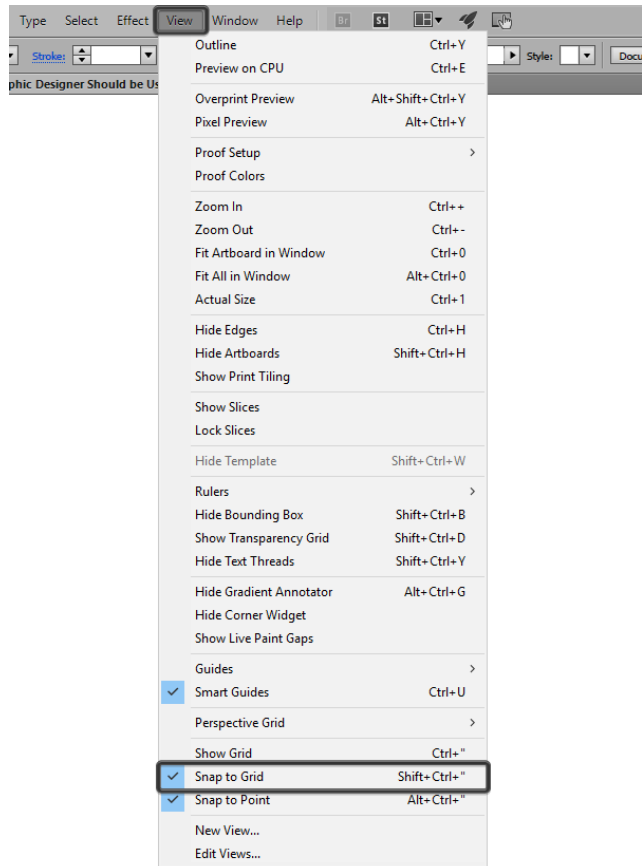 Type Select Effect View Window Help Br St
Stroke: Style: Docu
phic Designer Should be Us
Outline Ctrl+Y
Preview on CPU Ctrl+E
Overprint Preview Alt+Shift+Ctrl+Y
Pixel Preview Alt+Ctrl+Y
Proof Setup
Proof Colors
Zoom In Ctrl++
Zoom Out Ctrl+-
Fit Artboard in Window Ctrl+0
Fit All in Window Alt+Ctrl+0
Actual Size Ctrl+1
Hide Edges Ctrl+H
Hide Artboards Shift+Ctrl+H
Show Print Tiling
Show Slices
Lock Slices
Hide Template Shift+Ctrl+W
Rulers
Hide Bounding Box Shift+Ctrl+B
Show Transparency Grid Shift+Ctrl+D
Hide Text Threads Shift+Ctrl+Y
Hide Gradient Annotator Alt+Ctrl+G
Hide Corner Widget
Show Live Paint Gaps
Guides
Smart Guides Ctrl+U
Perspective Grid
Show Grid Ctrl+"
Snap to Grid Shift+Ctrl+"
Snap to Point Alt+Ctrl+"
New View...
Edit Views...